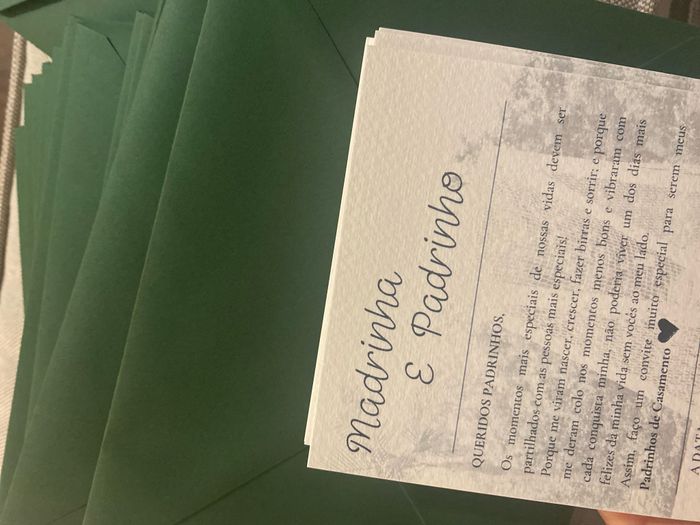 Madrinha
E Padrinho
QUERIDOS PADRINHOS,
Os momentos mais especiais de nossas vidas devem ser
partilhados com as pessoas mais especiais!
Porque me viram nascer, crescer, fazer birras e sorrir; e porque
me deram colo nos momentos menos bons e vibraram com
cada conquista minha, não poderia viver um dos dias mais
felizes da minha vida sem vocês ao meu lado.
Assim, faço um convite muito especial para serem meus
Padrinhos de Casamento